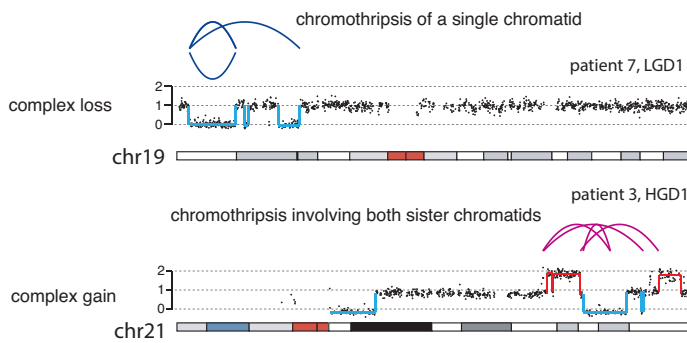 chromothripsis of a single chromatid
patient 7, LGD1
complex loss
2
1
0
chr19
patient 3, HGD1
chromothripsis involving both sister chromatids
complex gain
2
1
0
chr21